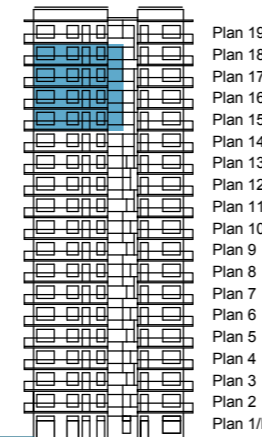 Plan 19
Plan 18
Plan 17
Plan 16
Plan 15
Plan 14
Plan 13
Plan 12
Plan 11
Plan 10
Plan 9
Plan 8
Plan 7
Plan 6
Plan 5
Plan 4
Plan 3
Plan 2
Plan 1/